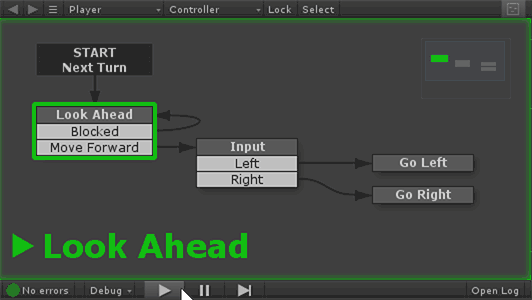 Player Controller Lock Select
START
Next Turn
Look Ahead
Blocked
Move Forward
Input
Left
Right
Go Left
Go Right
Look Ahead
No errors Debug Open Log